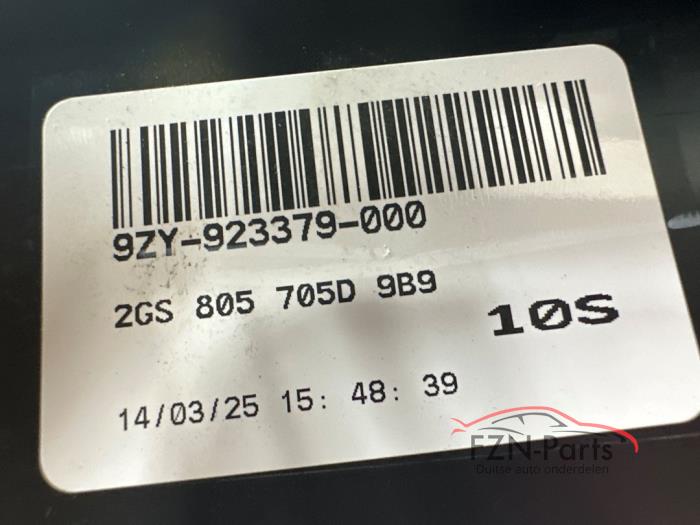 9ZY-923379-000
2GS 805 705D 9B9
10S
14/03/25 15: 48: 39
FZN-Parts
Duitse auto onderdelen